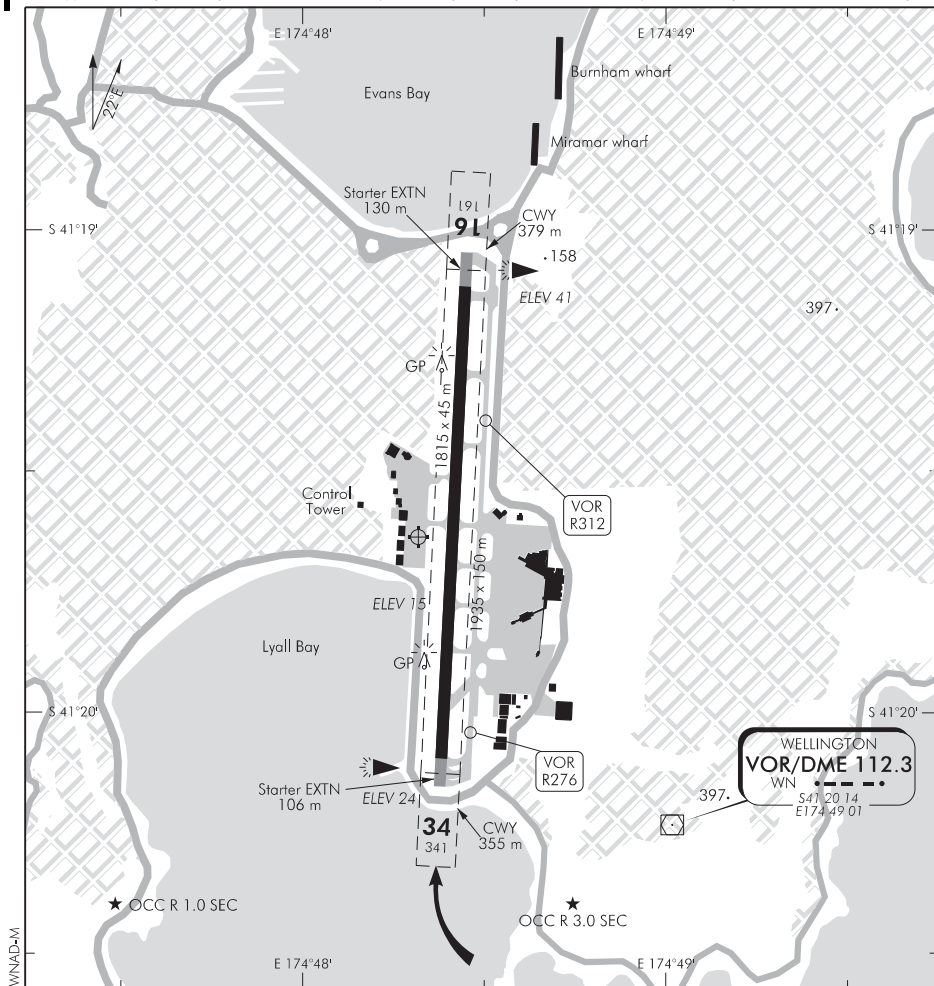 E 174°48'
E 174°49'
22°E
Evans Bay
Burnham wharf
Miramar wharf
Starter EXTN
130 m
161
16
CWY
379 m
S 41°19'
S 41°19'
158
ELEV 41
397
GP
1815 x 45 m
Control
Tower
VOR
R312
1935 x 150 m
ELEV 15
Lyall Bay
GP
S 41°20'
S 41°20'
WELLINGTON
VOR/DME 112.3
WN
S41 20 14
E174 49 01
VOR
R276
Starter EXTN
106 m
ELEV 24
397
34
341
CWY
355 m
OCC R 1.0 SEC
OCC R 3.0 SEC
WNAD-M
E 174°48'
E 174°49'